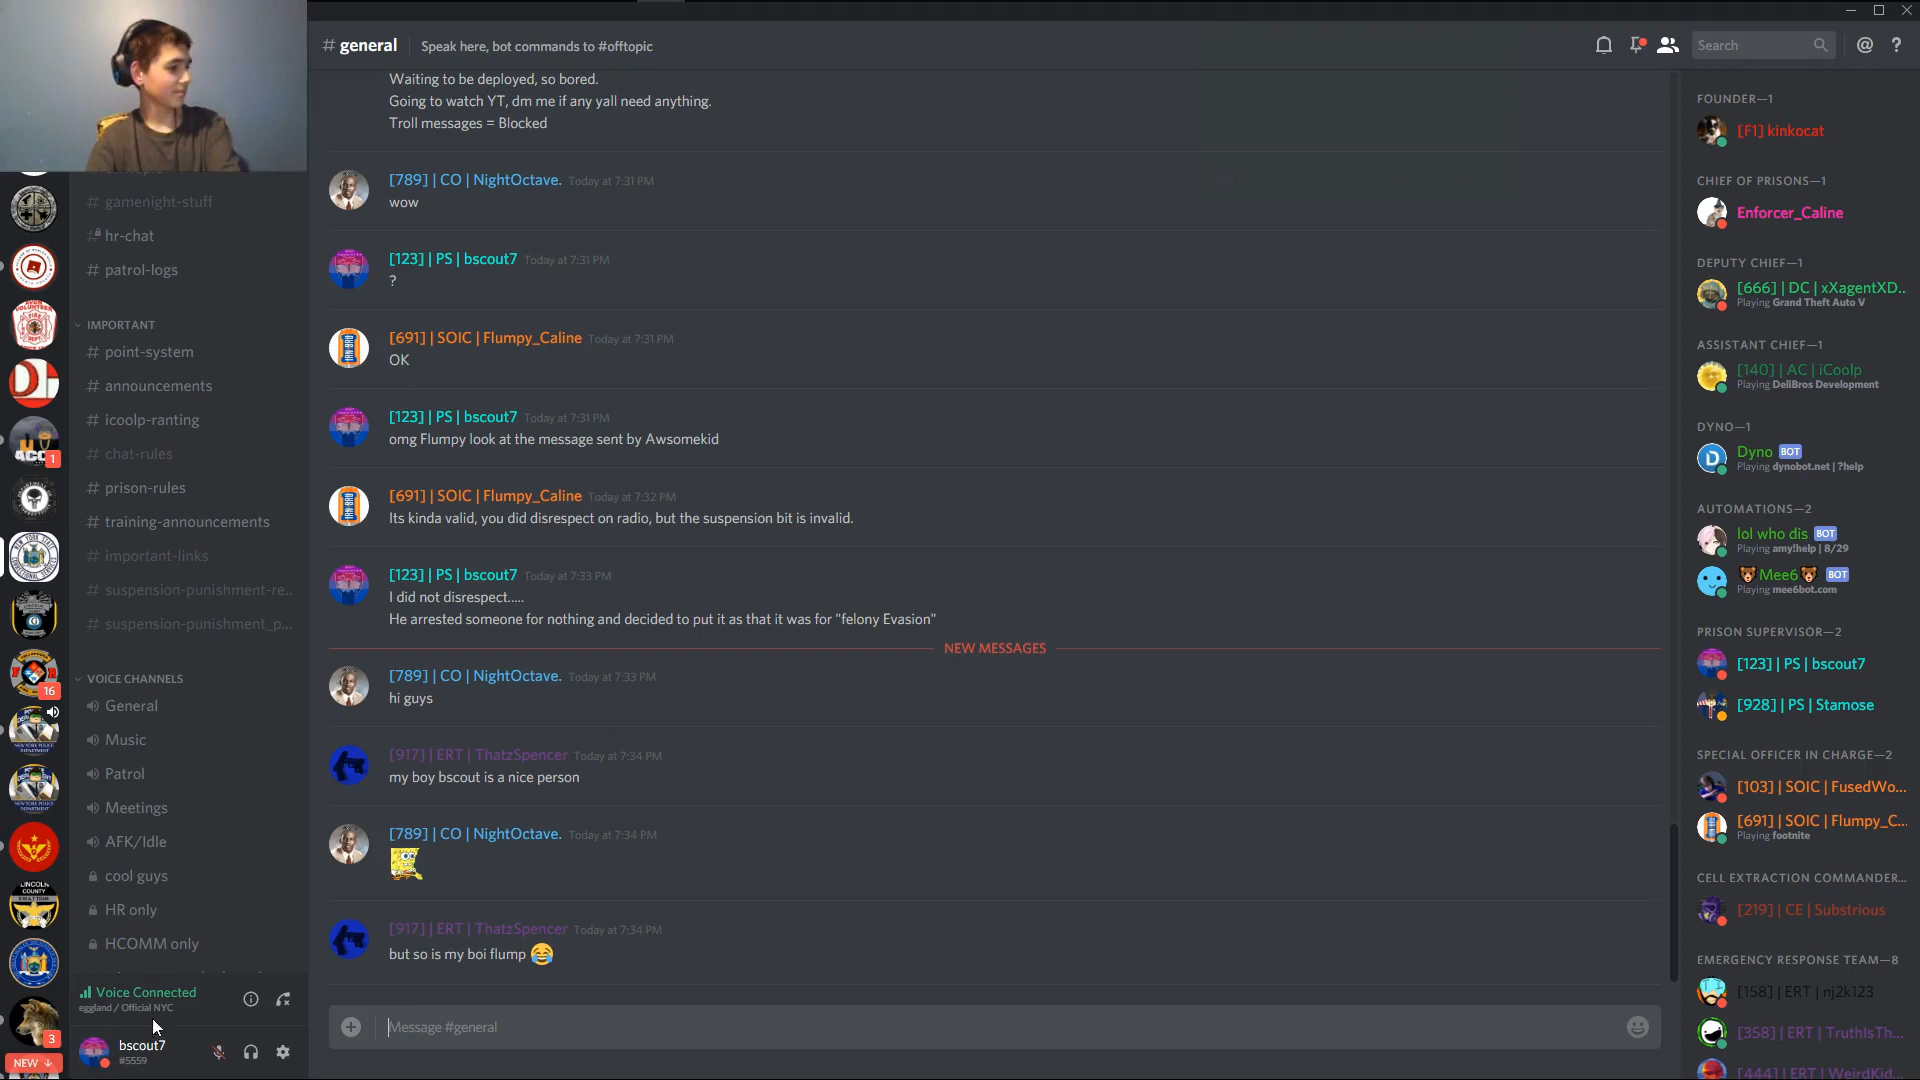 # general
Speak here, bot commands to #offtopic
Search
# gamenight-stuff
hr-chat
# patrol-logs
IMPORTANT
# point-system
# announcements
# icoolp-ranting
# chat-rules
# prison-rules
# training-announcements
# important-links
# suspension-punishment-re...
# suspension-punishment_p...
VOICE CHANNELS
General
Music
Patrol
Meetings
AFK/Idle
cool guys
HR only
HCOMM only
Voice Connected
eggland / Official NYC
bscout7
#5559
1
16
3
NEW
Waiting to be deployed, so bored.
Going to watch YT, dm me if any yall need anything.
Troll messages = Blocked
[789] | CO | NightOctave. Today at 7:31 PM
wow
[123] | PS | bscout7 Today at 7:31 PM
?
[691] | SOIC | Flumpy_Caline Today at 7:31 PM
OK
[123] | PS | bscout7 Today at 7:31 PM
omg Flumpy look at the message sent by Awsomekid
[691] | SOIC | Flumpy_Caline Today at 7:32 PM
Its kinda valid, you did disrespect on radio, but the suspension bit is invalid.
[123] | PS | bscout7 Today at 7:33 PM
I did not disrespect.....
He arrested someone for nothing and decided to put it as that it was for "felony Evasion"
NEW MESSAGES
[789] | CO | NightOctave. Today at 7:33 PM
hi guys
[917] | ERT | ThatzSpencer Today at 7:34 PM
my boy bscout is a nice person
[789] | CO | NightOctave. Today at 7:34 PM
[917] | ERT | ThatzSpencer Today at 7:34 PM
but so is my boi flump 😂
Message #general
FOUNDER—1
[F1] kinkocat
CHIEF OF PRISONS—1
Enforcer_Caline
DEPUTY CHIEF—1
[666] | DC | xXagentXD...
Playing Grand Theft Auto V
ASSISTANT CHIEF—1
[140] | AC | iCoolp
Playing DeliBros Development
DYNO—1
Dyno BOT
Playing dynobot.net | ?help
AUTOMATIONS—2
lol who dis BOT
Playing amy!help | 8/29
🐻Mee6🐻 BOT
Playing mee6bot.com
PRISON SUPERVISOR—2
[123] | PS | bscout7
[928] | PS | Stamose
SPECIAL OFFICER IN CHARGE—2
[103] | SOIC | FusedWo...
[691] | SOIC | Flumpy_C...
Playing footnite
CELL EXTRACTION COMMANDER...
[219] | CE | Substrious
EMERGENCY RESPONSE TEAM—8
[158] | ERT | nj2k123
[358] | ERT | TruthIsTh...
[444] | ERT | WeirdKid...